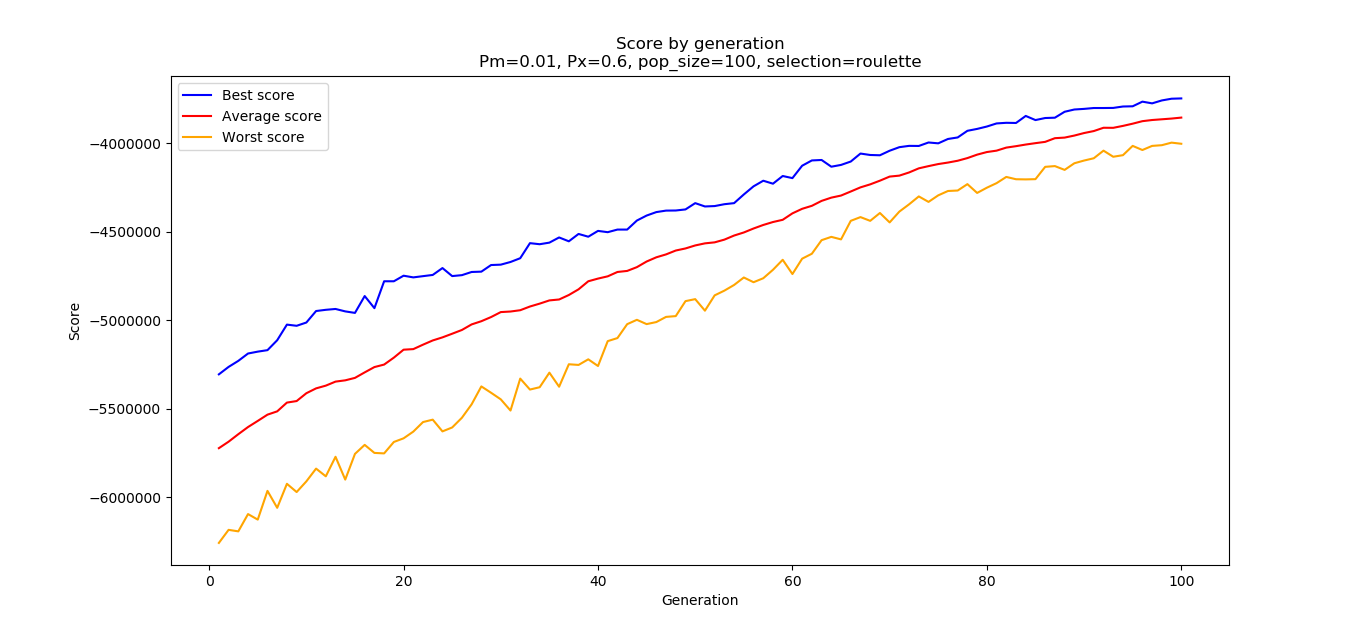 Score by generation
Pm=0.01, Px=0.6, pop_size=100, selection=roulette
Best score
Average score
Worst score
−4000000
−4500000
−5000000
−5500000
−6000000
Score
0 20 40 60 80 100
Generation